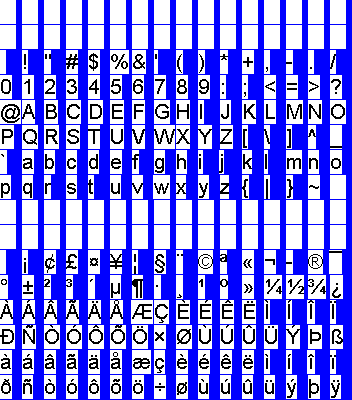 ! " # $ % & ' ( ) * + , - . /
0 1 2 3 4 5 6 7 8 9 : ; < = > ?
@ A B C D E F G H I J K L M N O
P Q R S T U V W X Y Z [ \ ] ^ _
` a b c d e f g h i j k l m n o
p q r s t u v w x y z { | } ~
¡ ¢ £ ¤ ¥ ¦ § ¨ © ª « ¬ - ® ¯
° ± ² ³ ´ µ ¶ · ¸ ¹ º » ¼ ½ ¾ ¿
À Á Â Ã Ä Å Æ Ç È É Ê Ë Ì Í Î Ï
Ð Ñ Ò Ó Ô Õ Ö × Ø Ù Ú Û Ü Ý Þ ß
à á â ã ä å æ ç è é ê ë ì í î ï
ð ñ ò ó ô õ ö ÷ ø ù ú û ü ý þ ÿ